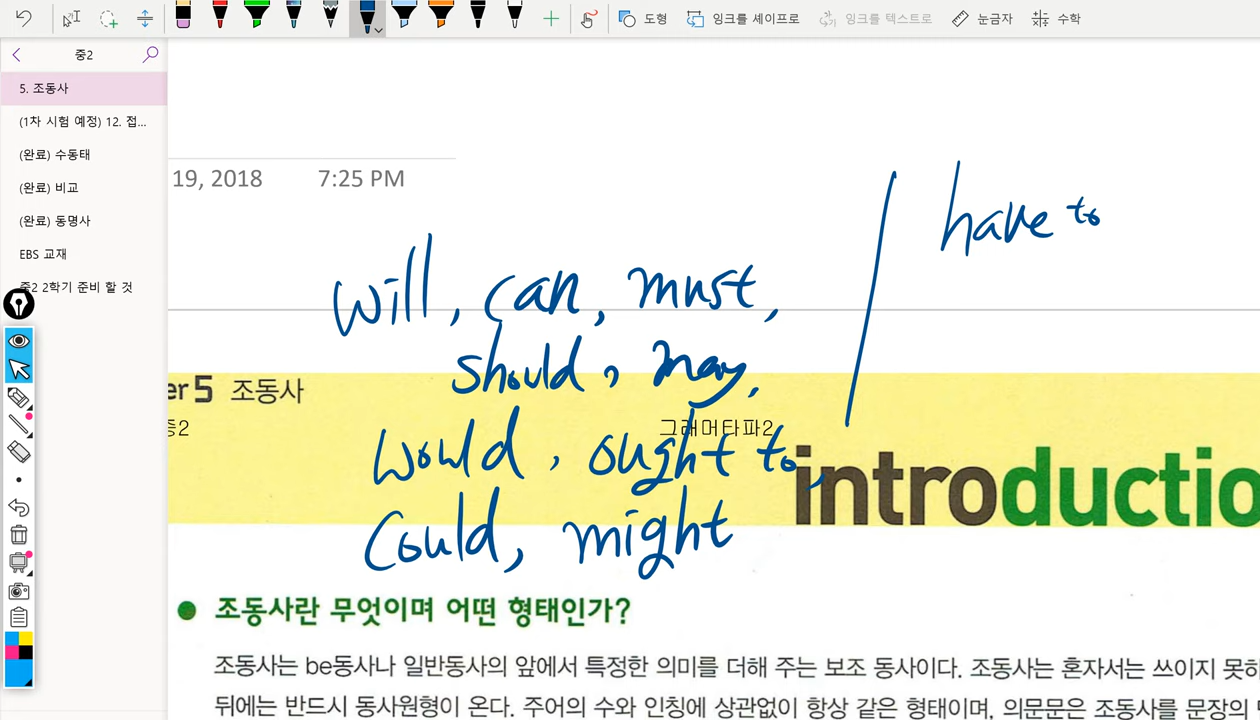 도형
잉크를 셰이프로
잉크를 텍스트로
눈금자
수학
중2
5. 조동사
(1차 시험 예정) 12. 접...
(완료) 수동태
(완료) 비교
(완료) 동명사
EBS 교재
중2 2학기 준비 할 것
19, 2018 7:25 PM
have to
will, can, must,
should, may,
would, ought to,
could, might
er 5 조동사
중2
그래머타파2
introductio
조동사란 무엇이며 어떤 형태인가?
조동사는 be동사나 일반동사의 앞에서 특정한 의미를 더해 주는 보조 동사이다. 조동사는 혼자서는 쓰이지 못하
뒤에는 반드시 동사원형이 온다. 주어의 수와 인칭에 상관없이 항상 같은 형태이며, 의문문은 조동사를 문장의